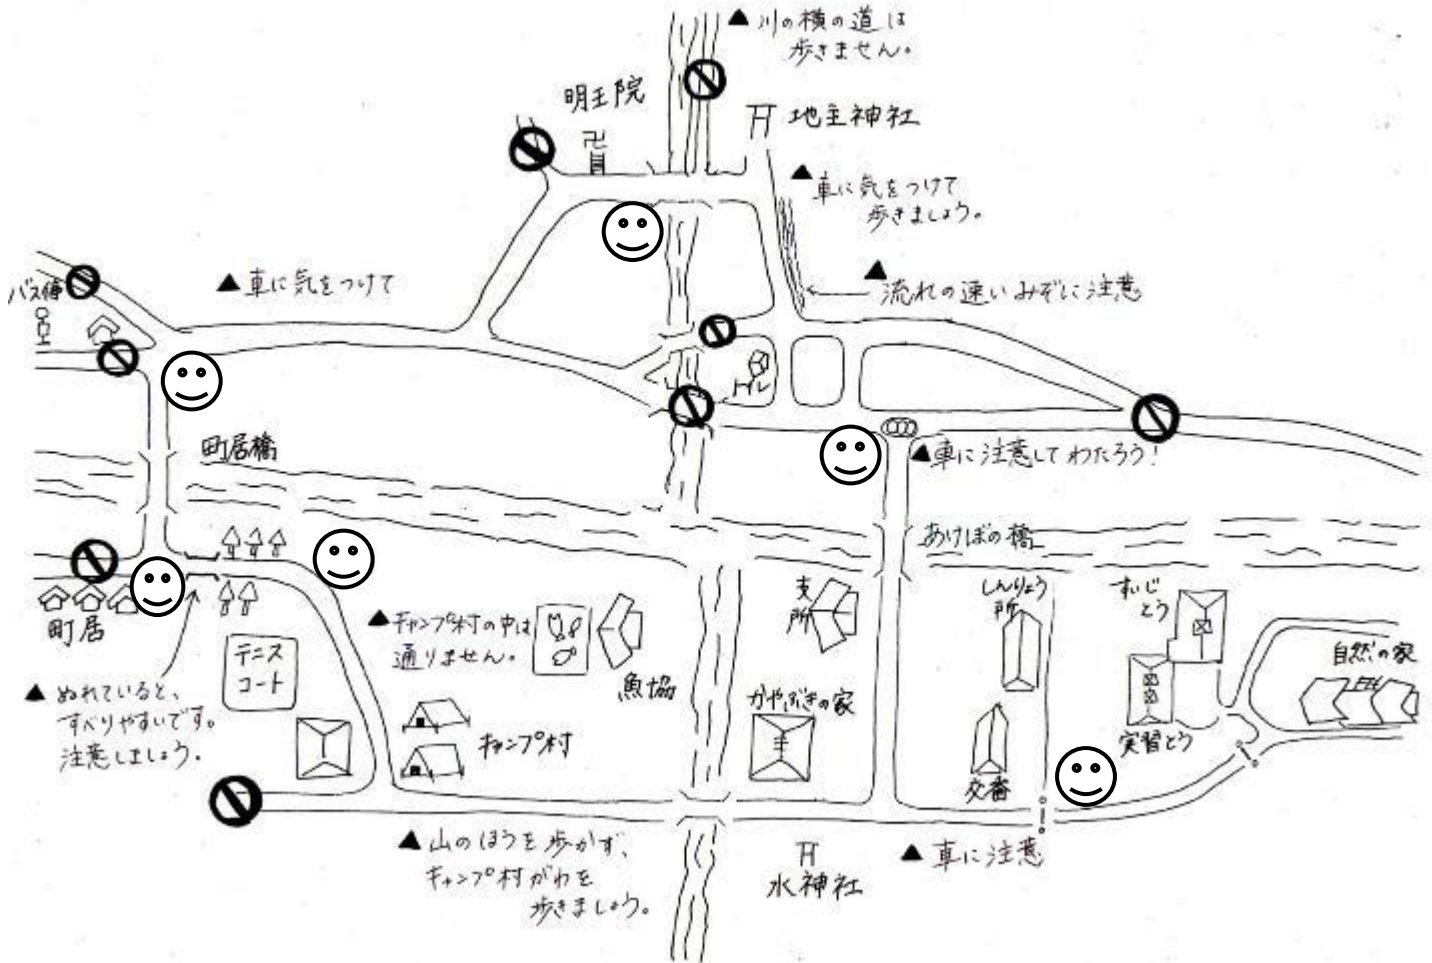 ▲川の横の道は
歩きません。
明王院
卍
地主神社
▲車に気をつけて
歩きましょう。
バス停
▲車に気をつけて
▲流れの速いみぞに注意
トイレ
町居橋
▲車に注意してわたろう!
あけぼの橋
町居
▲キャンプ村の中は
通りません。
支
所
しんりょう
所
すいじ
とう
テニス
コート
魚協
かやぶきの家
自然の家
▲ぬれていると、
すべりやすいです。
注意しましょう。
キャンプ村
実習とう
交番
▲山のほうを歩かず、
キャンプ村がわを
歩きましょう。
水神社
▲車に注意